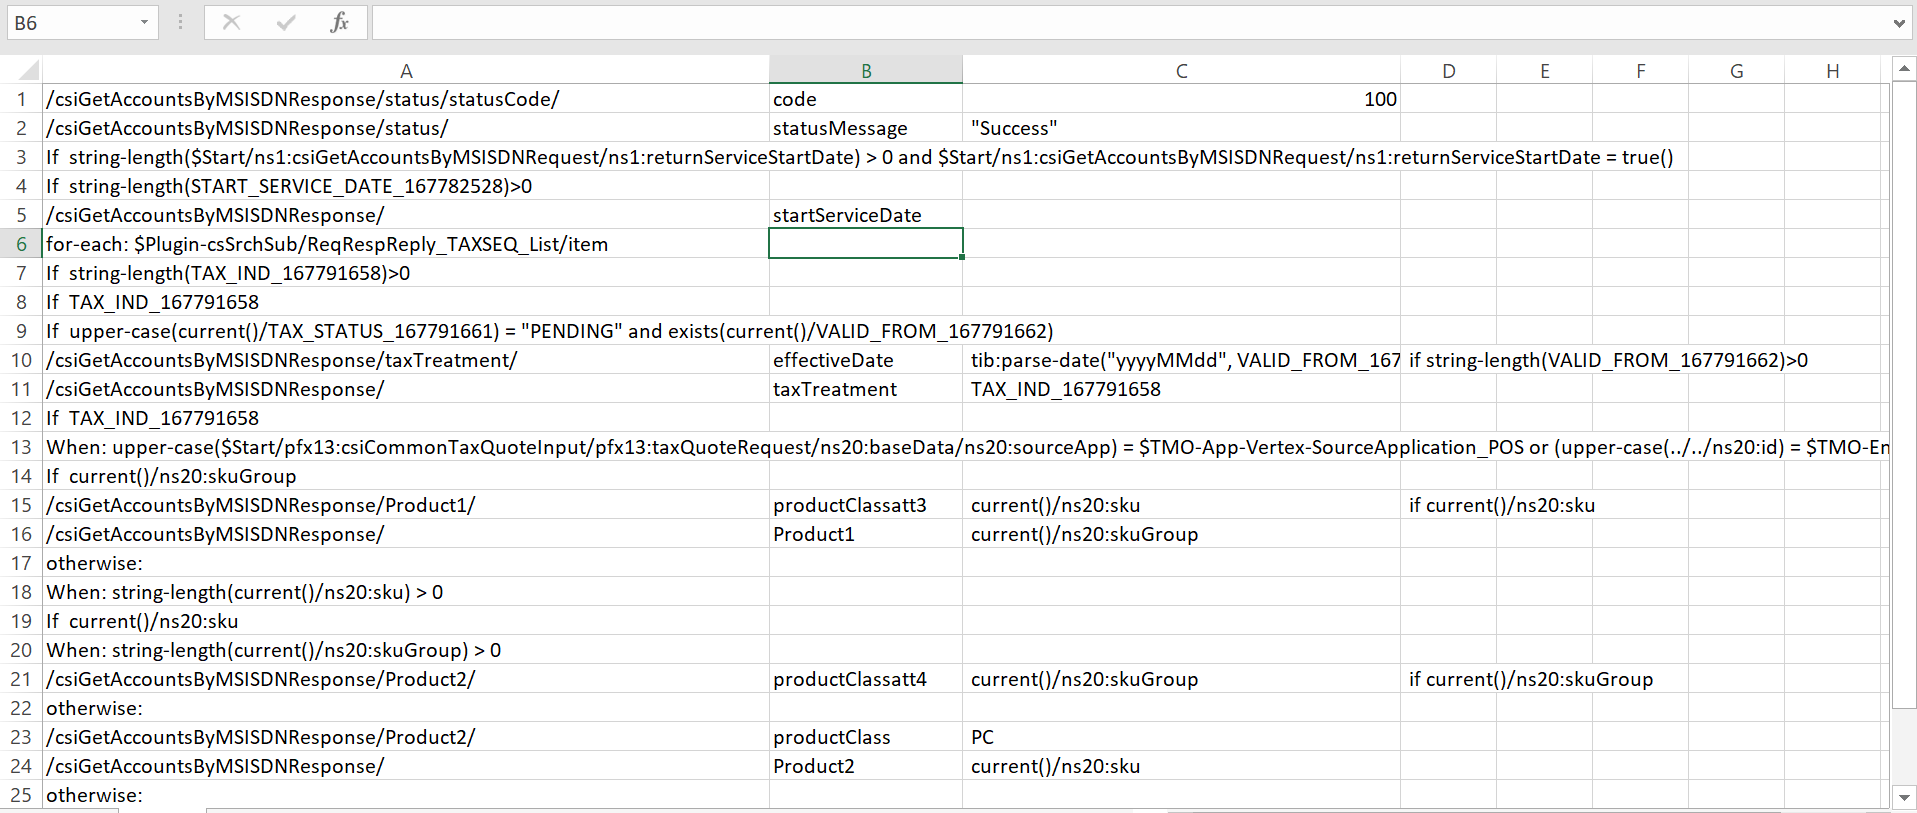 B6 fx
A B C D E F G H
1 /csiGetAccountsByMSISDNResponse/status/statusCode/ code 100
2 /csiGetAccountsByMSISDNResponse/status/ statusMessage "Success"
3 If  string-length($Start/ns1:csiGetAccountsByMSISDNRequest/ns1:returnServiceStartDate) > 0 and $Start/ns1:csiGetAccountsByMSISDNRequest/ns1:returnServiceStartDate = true()
4 If  string-length(START_SERVICE_DATE_167782528)>0
5 /csiGetAccountsByMSISDNResponse/ startServiceDate
6 for-each: $Plugin-csSrchSub/ReqRespReply_TAXSEQ_List/item
7 If  string-length(TAX_IND_167791658)>0
8 If  TAX_IND_167791658
9 If  upper-case(current()/TAX_STATUS_167791661) = "PENDING" and exists(current()/VALID_FROM_167791662)
10 /csiGetAccountsByMSISDNResponse/taxTreatment/ effectiveDate tib:parse-date("yyyyMMdd", VALID_FROM_167 if string-length(VALID_FROM_167791662)>0
11 /csiGetAccountsByMSISDNResponse/ taxTreatment TAX_IND_167791658
12 If  TAX_IND_167791658
13 When: upper-case($Start/pfx13:csiCommonTaxQuoteInput/pfx13:taxQuoteRequest/ns20:baseData/ns20:sourceApp) = $TMO-App-Vertex-SourceApplication_POS or (upper-case(../../ns20:id) = $TMO-En
14 If  current()/ns20:skuGroup
15 /csiGetAccountsByMSISDNResponse/Product1/ productClassatt3 current()/ns20:sku if current()/ns20:sku
16 /csiGetAccountsByMSISDNResponse/ Product1 current()/ns20:skuGroup
17 otherwise:
18 When: string-length(current()/ns20:sku) > 0
19 If  current()/ns20:sku
20 When: string-length(current()/ns20:skuGroup) > 0
21 /csiGetAccountsByMSISDNResponse/Product2/ productClassatt4 current()/ns20:skuGroup if current()/ns20:skuGroup
22 otherwise:
23 /csiGetAccountsByMSISDNResponse/Product2/ productClass PC
24 /csiGetAccountsByMSISDNResponse/ Product2 current()/ns20:sku
25 otherwise: